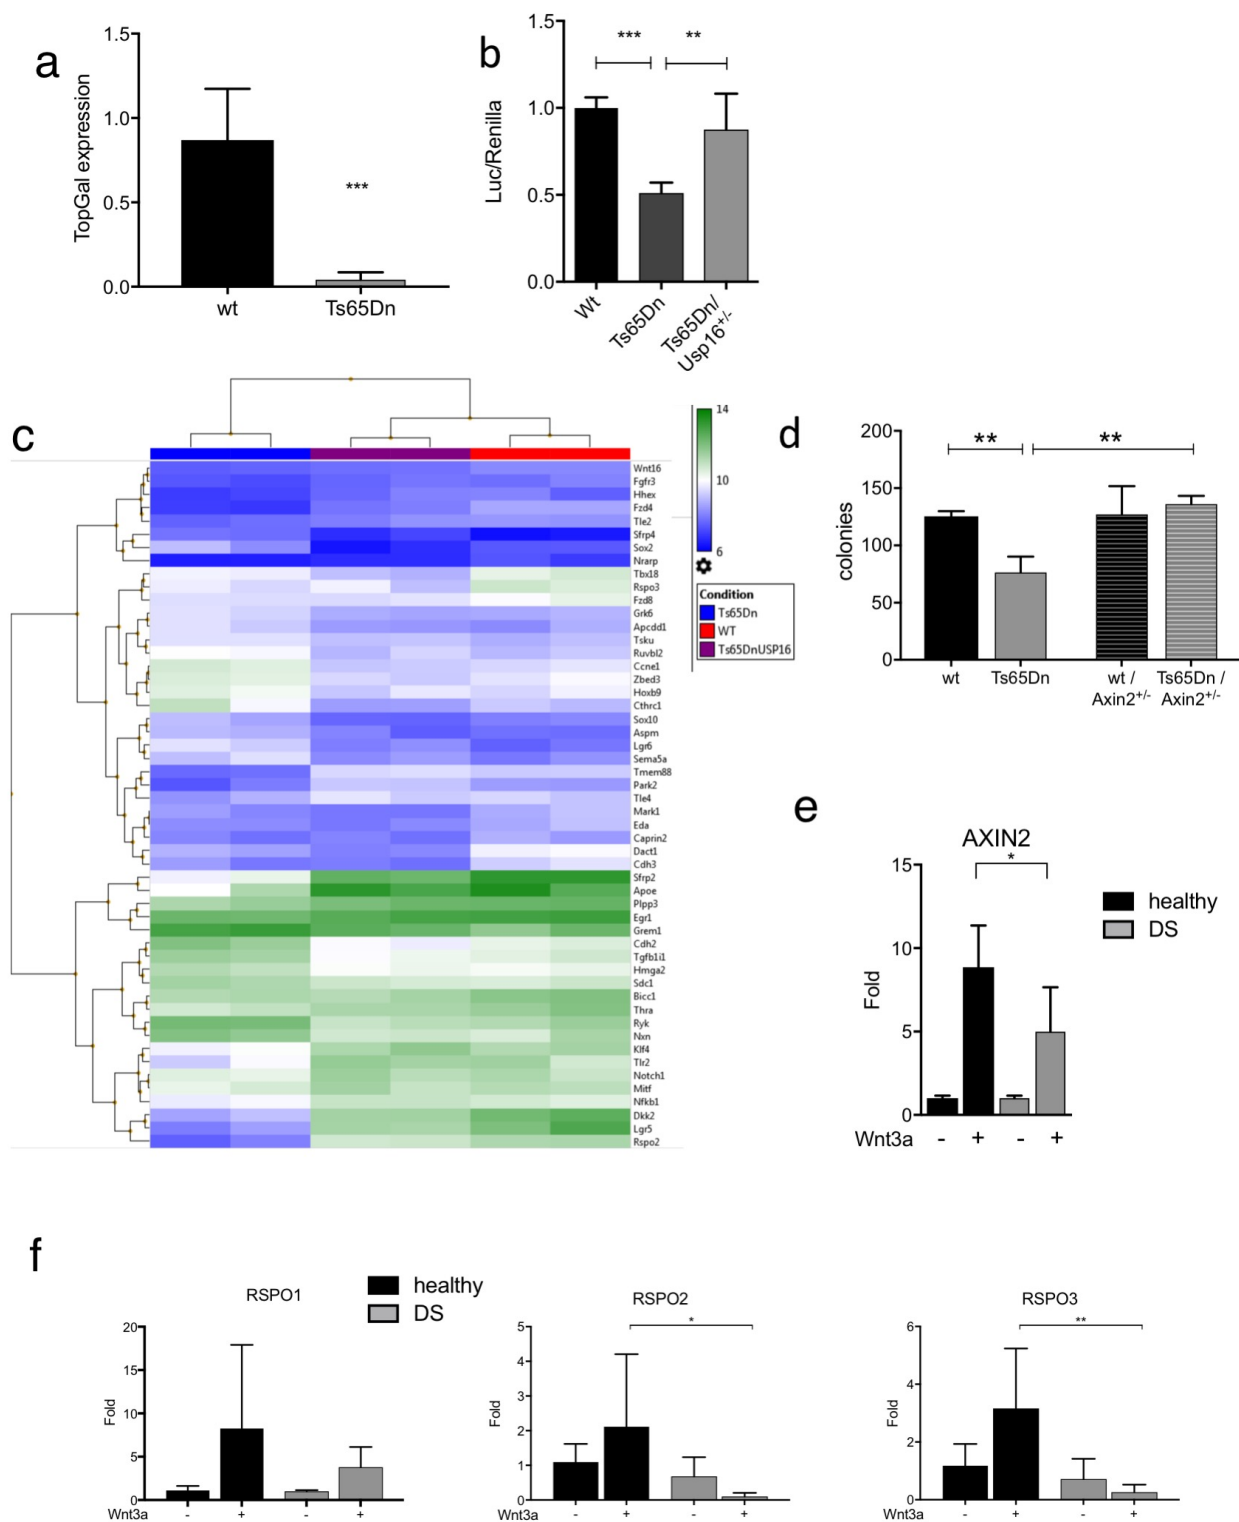 a
TopGal expression
1.5
1.0
0.5
0.0
***
wt
Ts65Dn
b
Luc/Renilla
1.5
1.0
0.5
0.0
***
**
Wt
Ts65Dn
Ts65Dn/
Usp16+/-
c
14
10
6
Condition
Ts65Dn
WT
Ts65DnUSP16
Wnt16
Fgfr3
Hhex
Fzd4
Tle2
Sfrp4
Sox2
Nrarp
Tbx18
Rspo3
Fzd8
Grk6
Apcdd1
Tsku
Ruvbl2
Ccne1
Zbed3
Hoxb9
Cthrc1
Sox10
Aspm
Lgr6
Sema5a
Tmem88
Park2
Tle4
Mark1
Eda
Caprin2
Dact1
Cdh3
Sfrp2
Apoe
Plpp3
Egr1
Grem1
Cdh2
Tgfb1i1
Hmga2
Sdc1
Bicc1
Thra
Ryk
Nxn
Klf4
Tlr2
Notch1
Mitf
Nfkb1
Dkk2
Lgr5
Rspo2
d
colonies
200
150
100
50
0
**
**
wt
Ts65Dn
wt /
Axin2+/-
Ts65Dn /
Axin2+/-
e
AXIN2
*
Fold
15
10
5
0
Wnt3a - + - +
healthy
DS
f
healthy
DS
RSPO1
Fold
20
15
10
5
0
Wnt3a - + - +
RSPO2
*
Fold
5
4
3
2
1
0
Wnt3a - + - +
RSPO3
**
Fold
6
4
2
0
Wnt3a - + - +